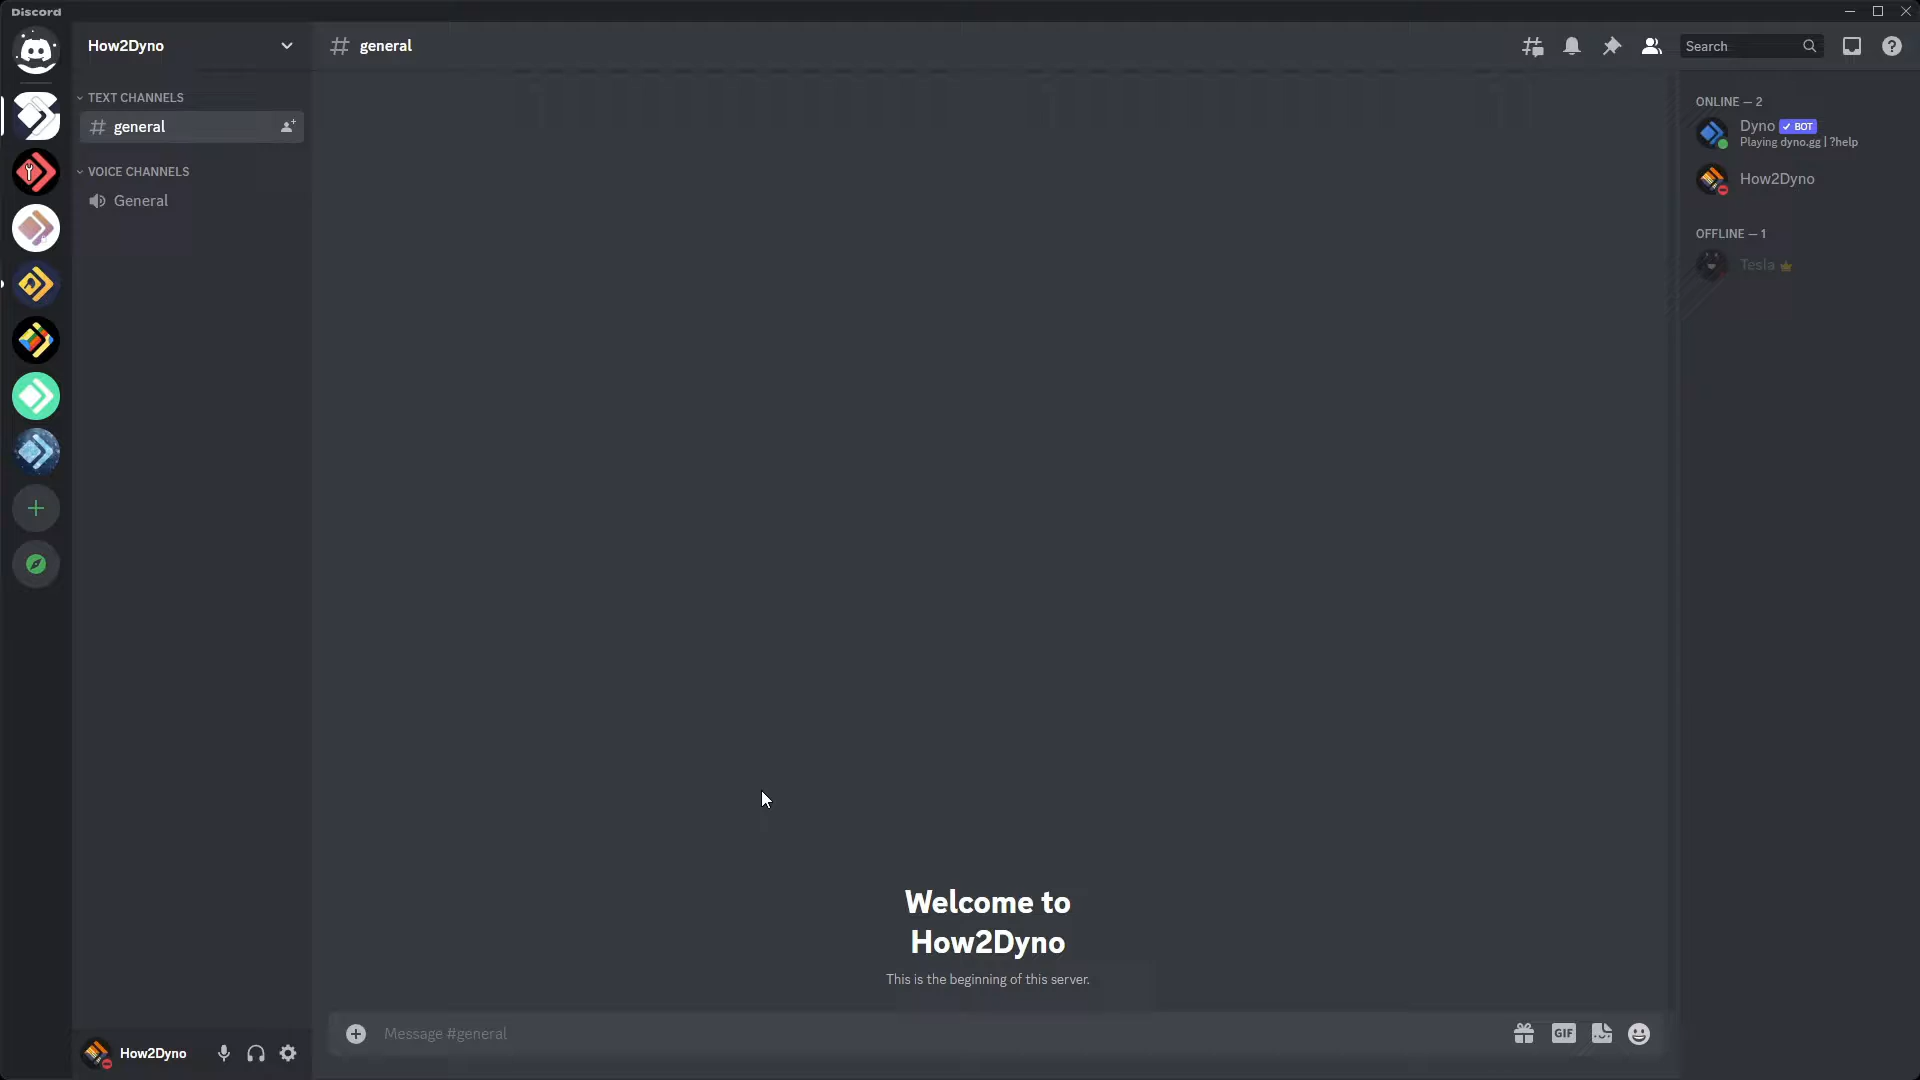 Discord
How2Dyno
general
Search
TEXT CHANNELS
general
VOICE CHANNELS
General
ONLINE — 2
Dyno ✓ BOT
Playing dyno.gg | ?help
How2Dyno
OFFLINE — 1
Tesla
Welcome to
How2Dyno
This is the beginning of this server.
Message #general
GIF
How2Dyno